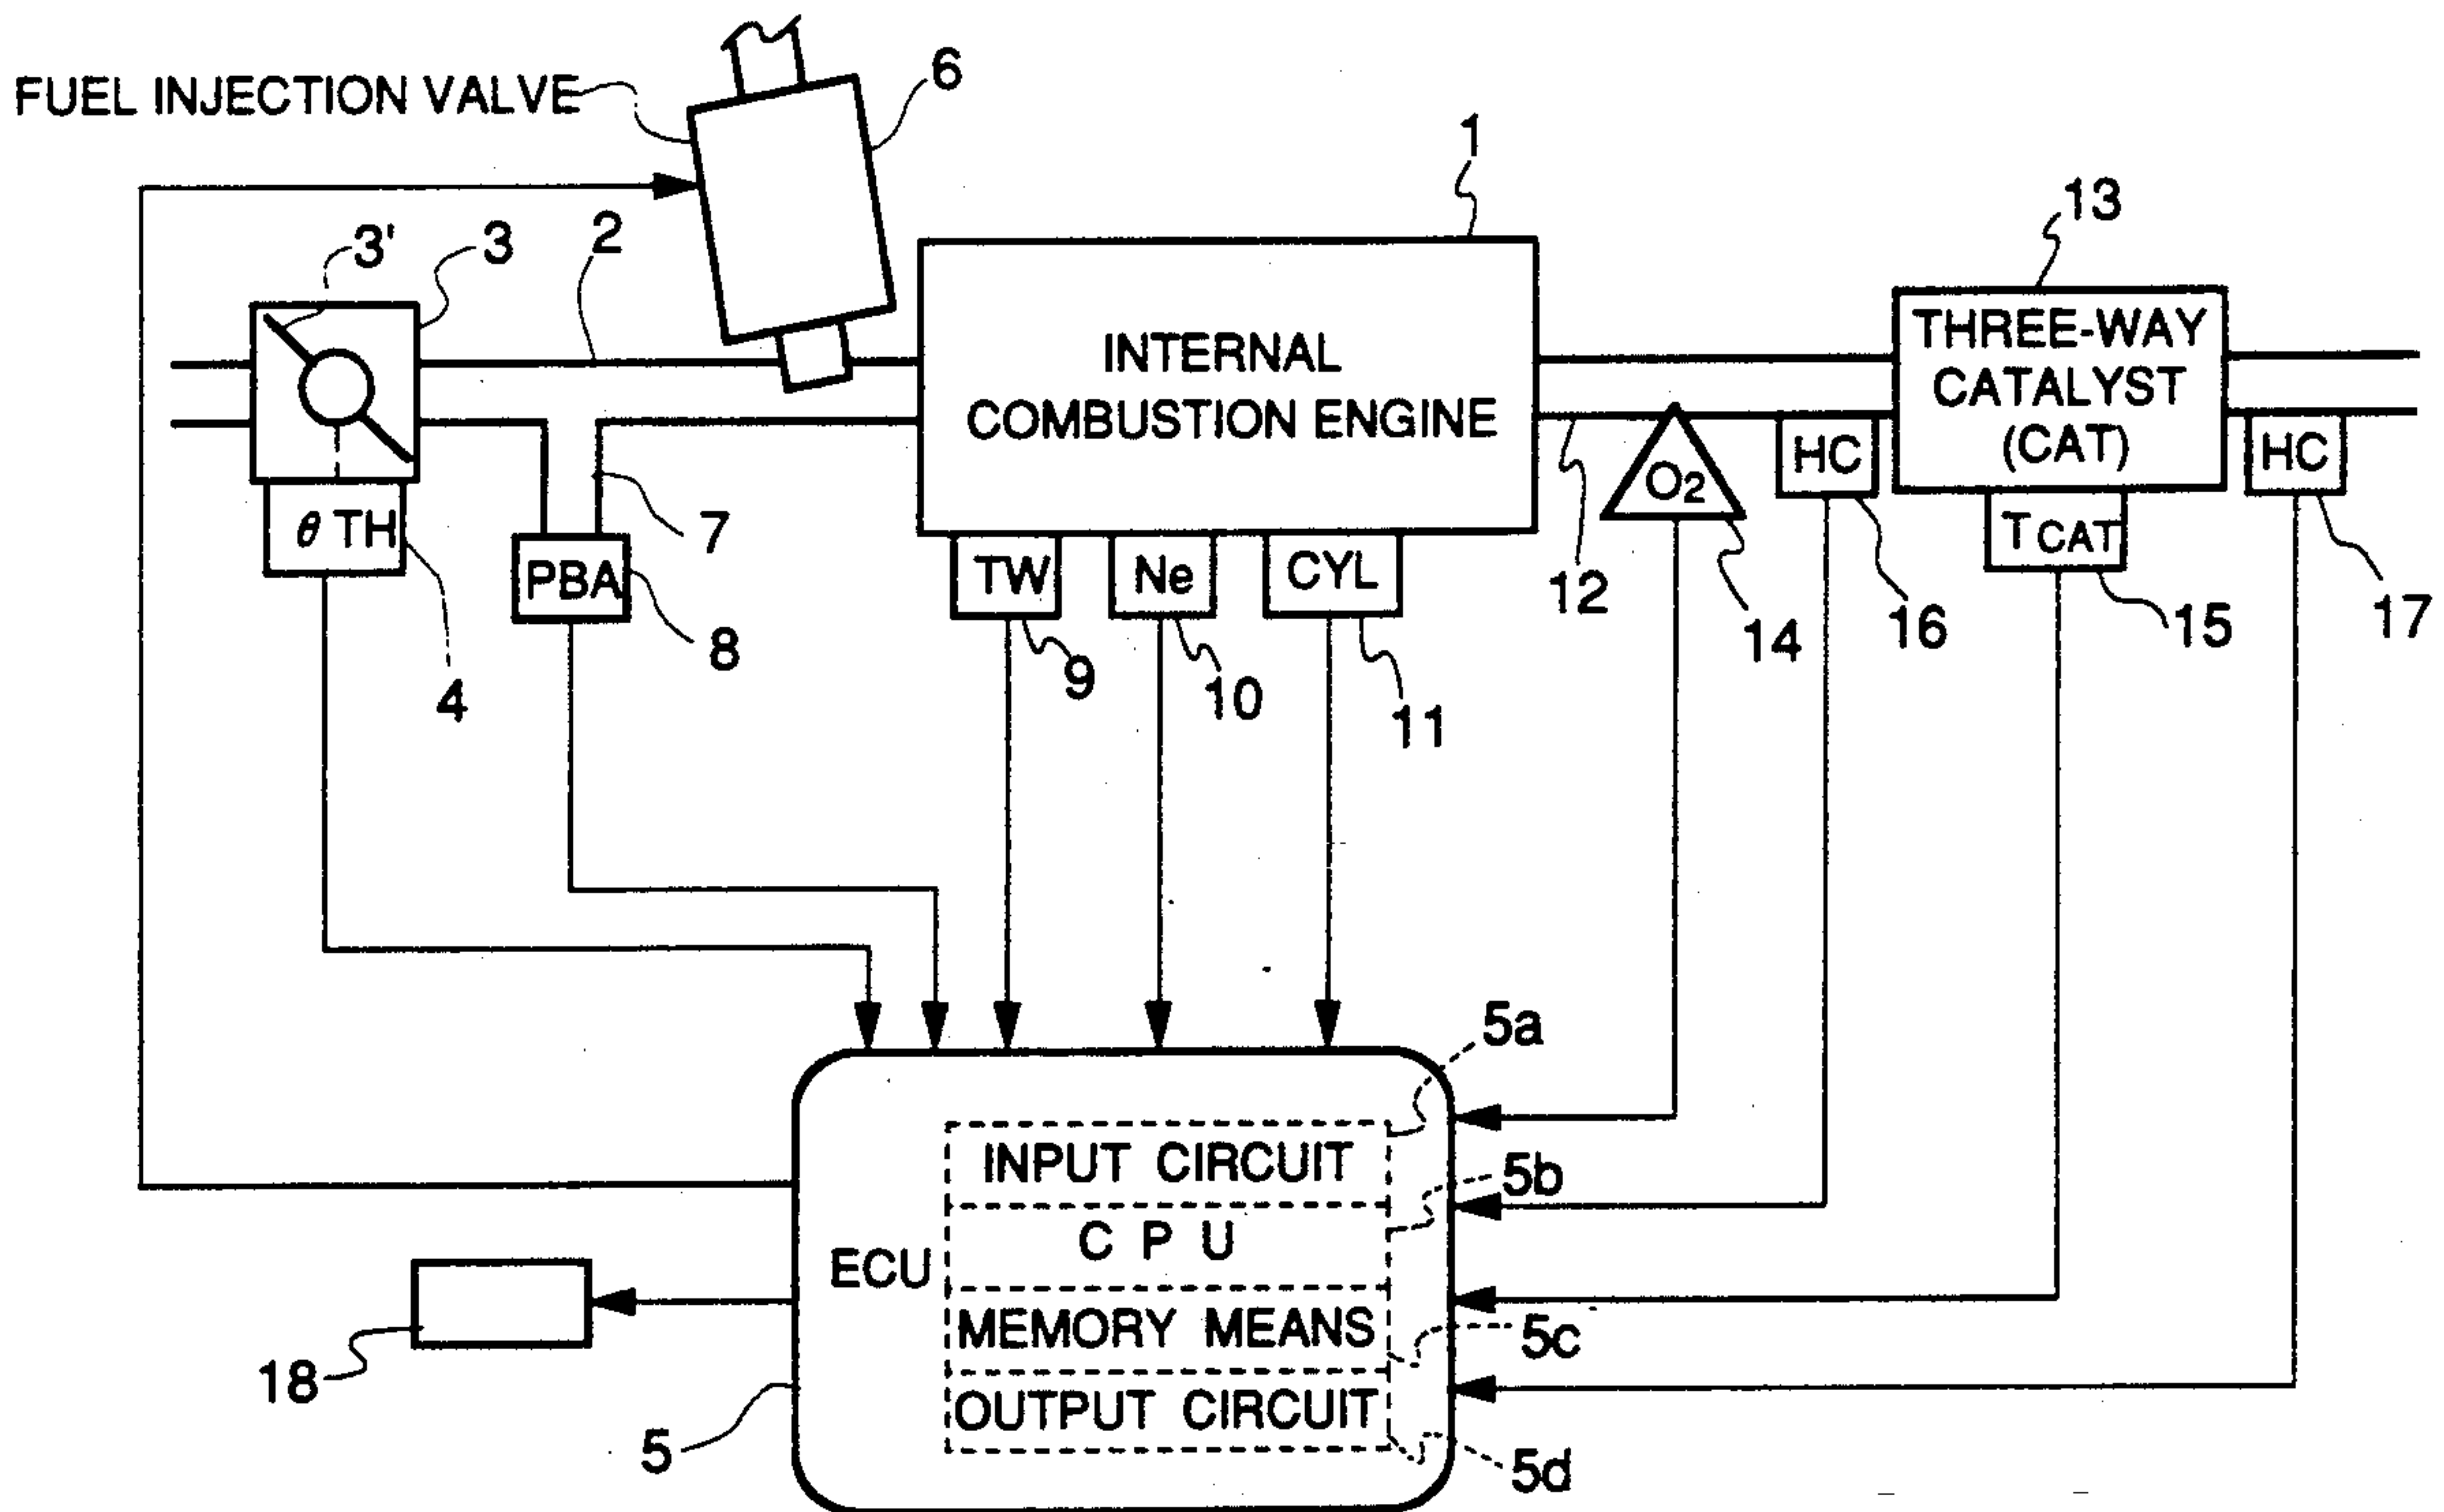 FUEL INJECTION VALVE
6
1
13
3'
3
2
INTERNAL
COMBUSTION ENGINE
THREE-WAY
CATALYST
(CAT)
θ TH
PBA
7
8
4
TW
Ne
CYL
9
10
11
12
O2
14
HC
16
TCAT
15
HC
17
5a
INPUT CIRCUIT
5b
C P U
ECU
MEMORY MEANS
5c
OUTPUT CIRCUIT
5d
18
5